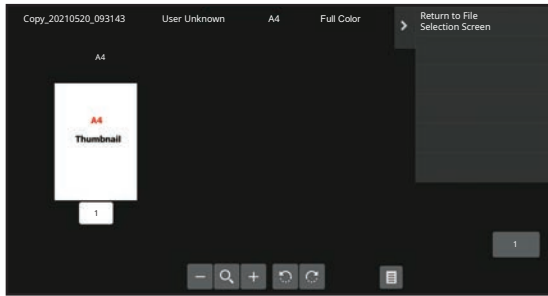 Copy_20210520_093143 User Unknown A4 Full Color
Return to File
Selection Screen
A4
A4
Thumbnail
1
1